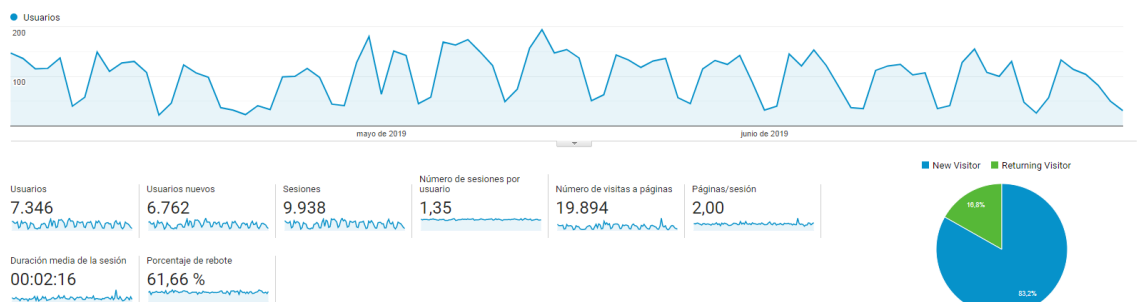 Usuarios
200
100
mayo de 2019
junio de 2019
New Visitor
Returning Visitor
Usuarios
7.346
Usuarios nuevos
6.762
Sesiones
9.938
Número de sesiones por
usuario
1,35
Número de visitas a páginas
19.894
Páginas/sesión
2,00
16,8%
83,2%
Duración media de la sesión
00:02:16
Porcentaje de rebote
61,66 %